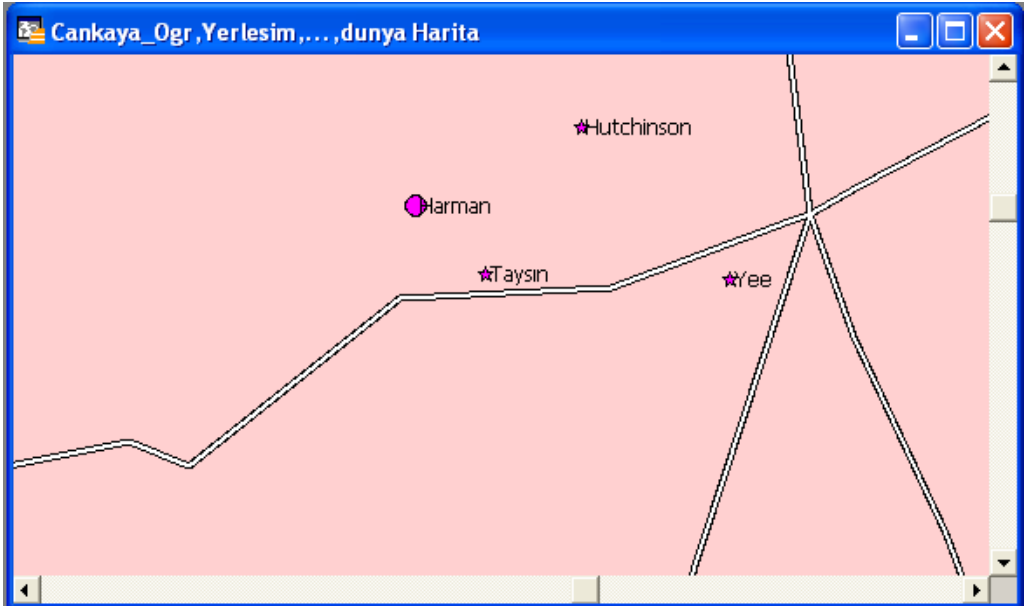 Cankaya_Ogr,Yerlesim,...,dunya Harita
Hutchinson
Harman
Taysın
Yee